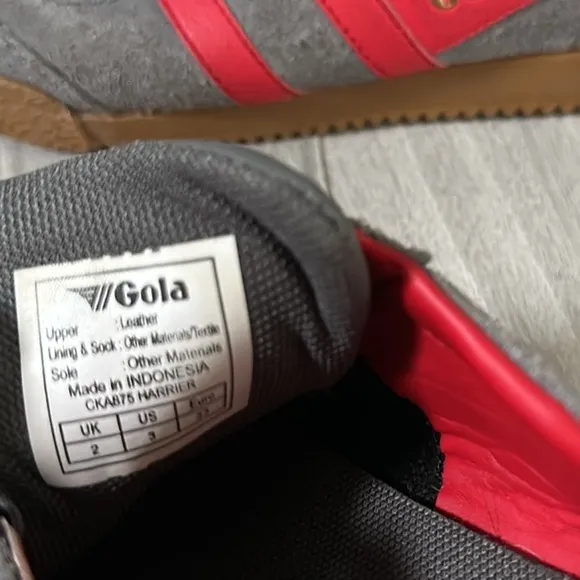 Gola
Upper : Leather
Lining & Sock : Other Materials/Textile
Sole : Other Materials
Made in INDONESIA
CKA875 HARRIER
UK US Euro
2 3